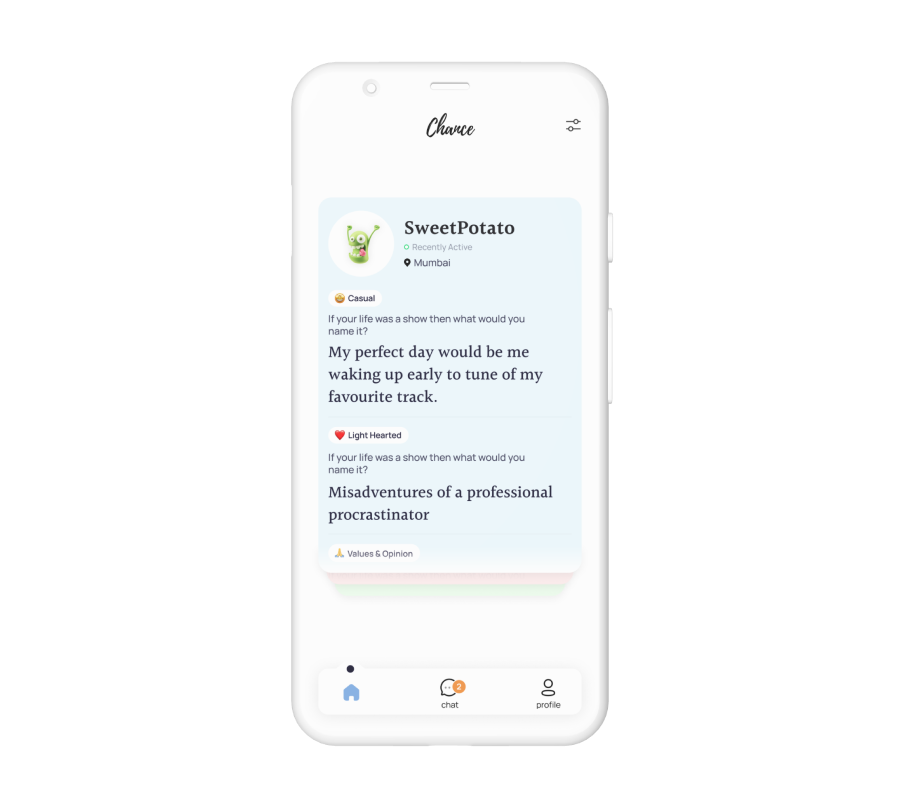 Chance
SweetPotato
Recently Active
Mumbai
Casual
If your life was a show then what would you
name it?
My perfect day would be me
waking up early to tune of my
favourite track.
Light Hearted
If your life was a show then what would you
name it?
Misadventures of a professional
procrastinator
Values & Opinion
2
chat
profile